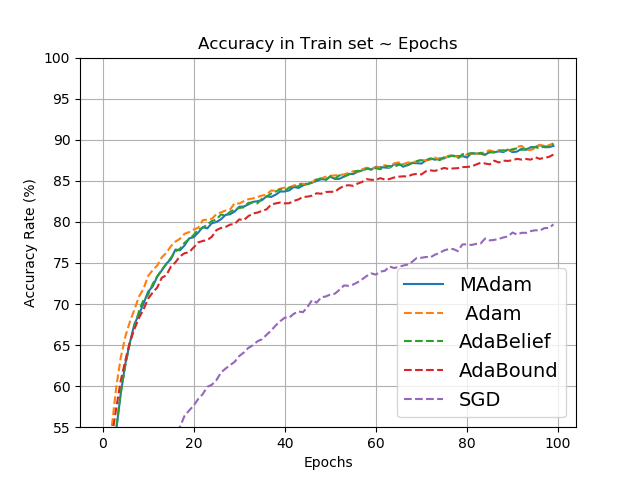 Accuracy in Train set ~ Epochs
100
95
90
85
80
75
70
65
60
55
Accuracy Rate (%)
MAdam
Adam
AdaBelief
AdaBound
SGD
0 20 40 60 80 100
Epochs